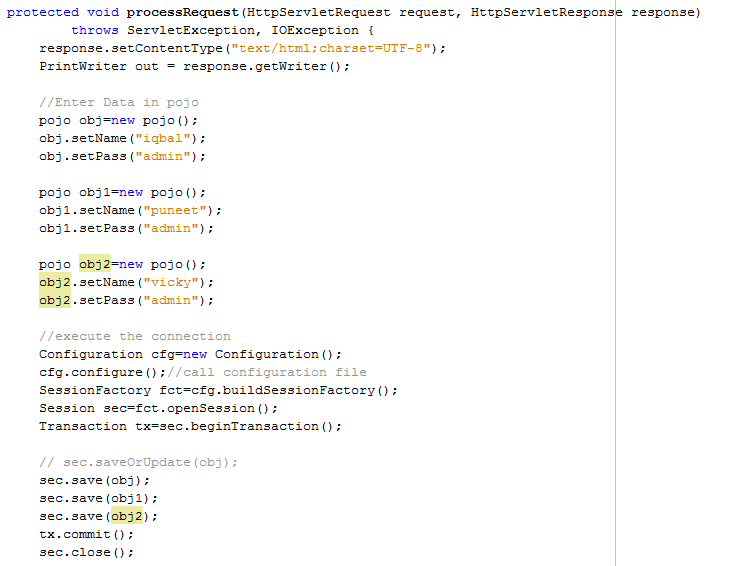 protected void processRequest(HttpServletRequest request, HttpServletResponse response)
        throws ServletException, IOException {
    response.setContentType("text/html;charset=UTF-8");
    PrintWriter out = response.getWriter();

    //Enter Data in pojo
    pojo obj=new pojo();
    obj.setName("iqbal");
    obj.setPass("admin");

    pojo obj1=new pojo();
    obj1.setName("puneet");
    obj1.setPass("admin");

    pojo obj2=new pojo();
    obj2.setName("vicky");
    obj2.setPass("admin");

    //execute the connection
    Configuration cfg=new Configuration();
    cfg.configure();//call configuration file
    SessionFactory fct=cfg.buildSessionFactory();
    Session sec=fct.openSession();
    Transaction tx=sec.beginTransaction();

    // sec.saveOrUpdate(obj);
    sec.save(obj);
    sec.save(obj1);
    sec.save(obj2);
    tx.commit();
    sec.close();